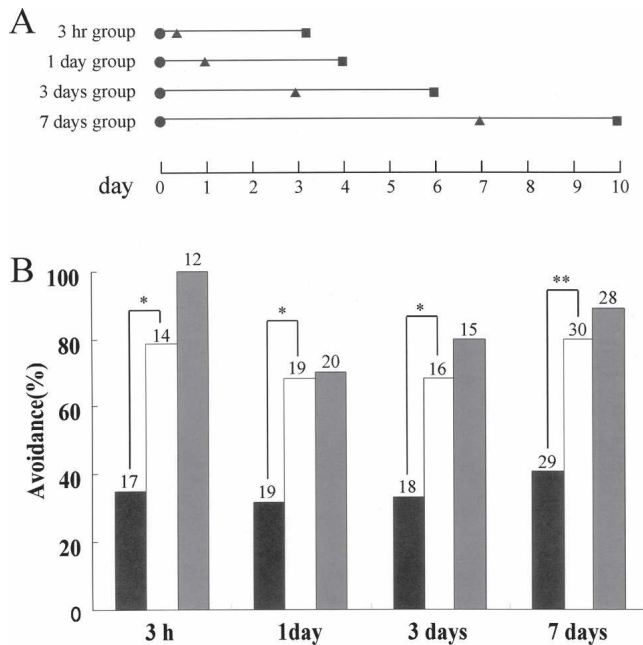 A
3 hr group
1 day group
3 days group
7 days group
day
0 1 2 3 4 5 6 7 8 9 10
B
Avoidance(%)
100
80
60
40
20
0
17 * 14 12
19 * 19 20
18 * 16 15
29 ** 30 28
3 h 1day 3 days 7 days